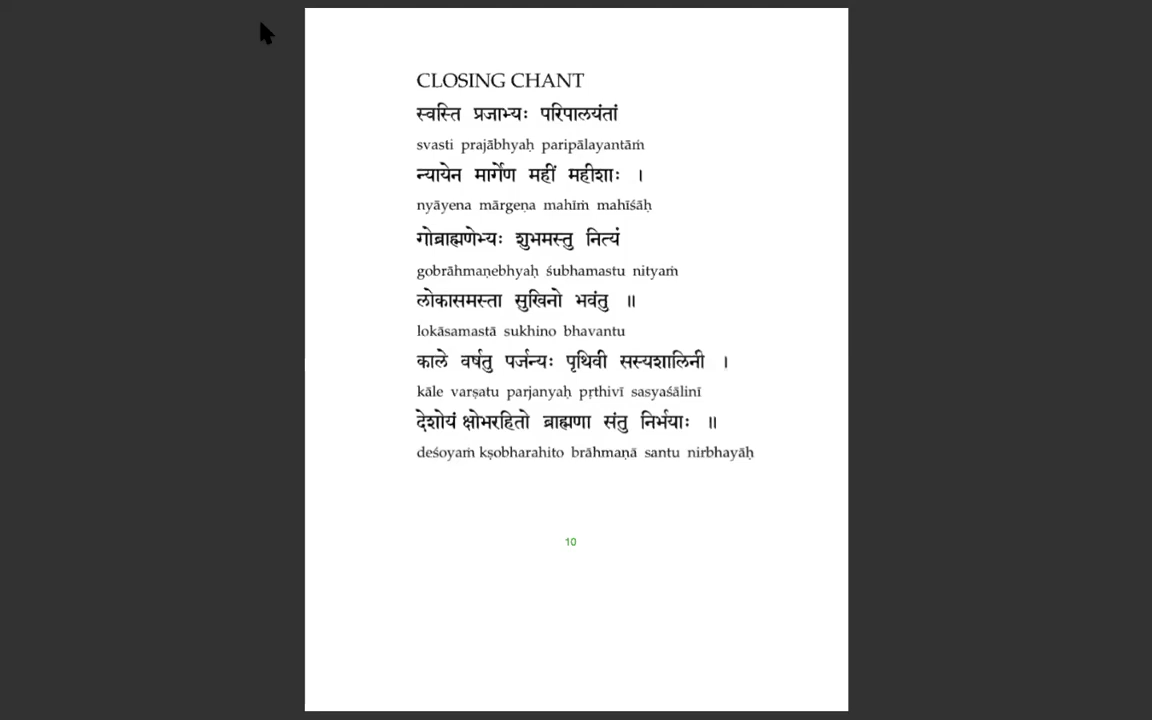 CLOSING CHANT
स्वस्ति प्रजाभ्यः परिपालयंतां
svasti prajābhyaḥ paripālayantāṁ
न्यायेन मार्गेण महीं महीशाः ।
nyāyena mārgeṇa mahīṁ mahīśāḥ
गोब्राह्मणेभ्यः शुभमस्तु नित्यं
gobrāhmaṇebhyaḥ śubhamastu nityaṁ
लोकासमस्ता सुखिनो भवंतु ॥
lokāsamastā sukhino bhavantu
काले वर्षतु पर्जन्यः पृथिवी सस्यशालिनी ।
kāle varṣatu parjanyaḥ pṛthivī sasyaśālinī
देशोयं क्षोभरहितो ब्राह्मणा संतु निर्भयाः ॥
deśoyaṁ kṣobharahito brāhmaṇā santu nirbhayāḥ
10